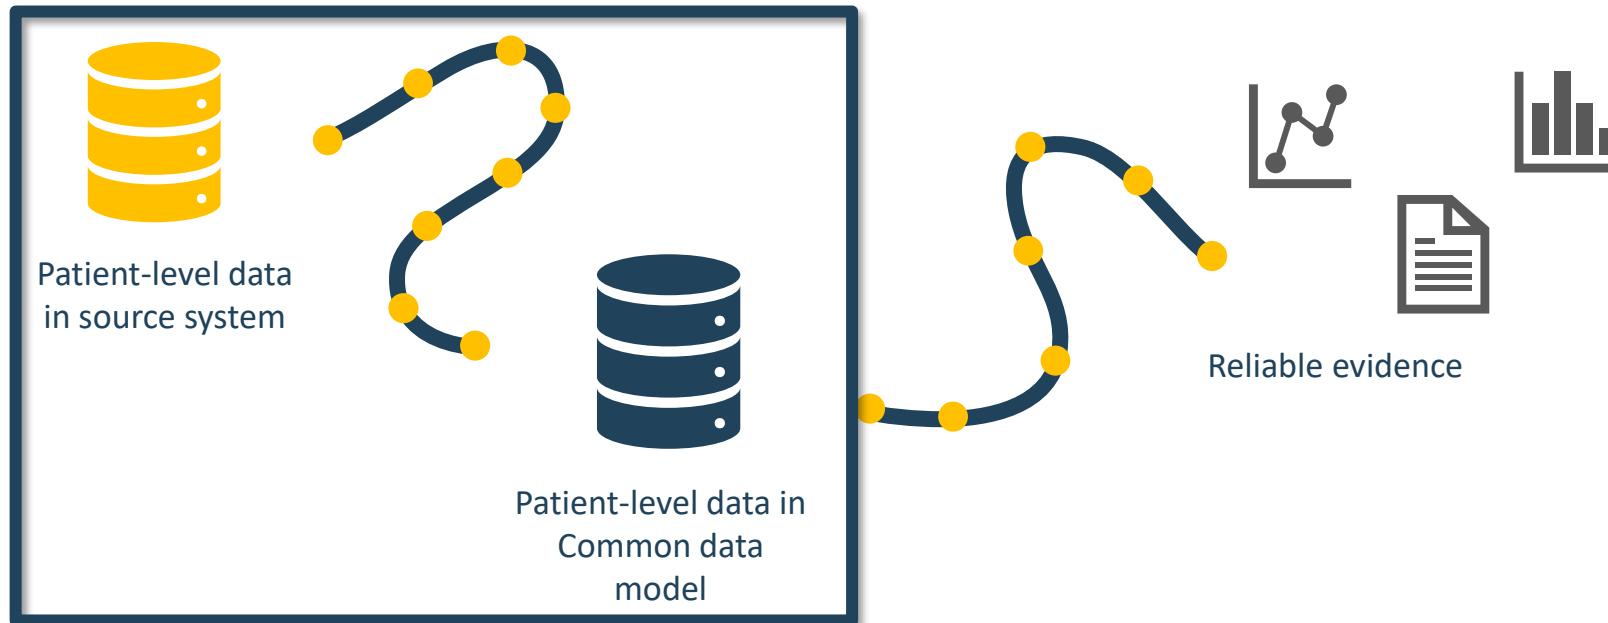 Patient-level data
in source system
Patient-level data in
Common data
model
Reliable evidence